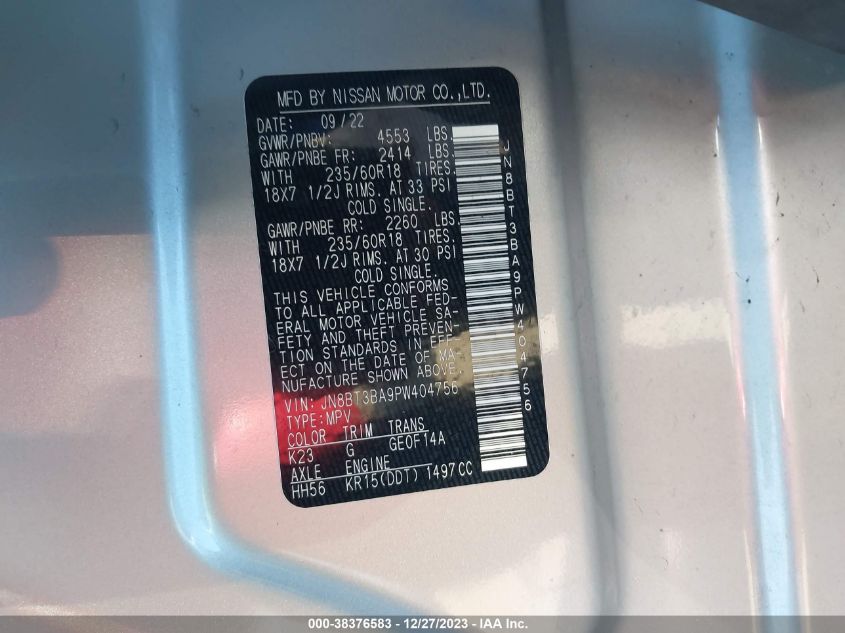 MFD BY NISSAN MOTOR CO.,LTD.
DATE: 09/22
GVWR/PNBV: 4553 LBS
GAWR/PNBE FR: 2414 LBS.
WITH 235/60R18 TIRES.
18X7 1/2J RIMS. AT 33 PSI
COLD SINGLE.
GAWR/PNBE RR: 2260 LBS.
WITH 235/60R18 TIRES.
18X7 1/2J RIMS. AT 30 PSI
COLD SINGLE.
THIS VEHICLE CONFORMS
TO ALL APPLICABLE FED-
ERAL MOTOR VEHICLE SA-
FETY AND THEFT PREVEN-
TION STANDARDS IN EFF-
ECT ON THE DATE OF MA-
NUFACTURE SHOWN ABOVE.
VIN: JN8BT3BA9PW404756
TYPE:MPV
COLOR TRIM TRANS
K23 G GE0F14A
AXLE ENGINE
HH56 KR15(DDT) 1497CC
JN8BT3BA9PW404756
000-38376583 - 12/27/2023 - IAA Inc.